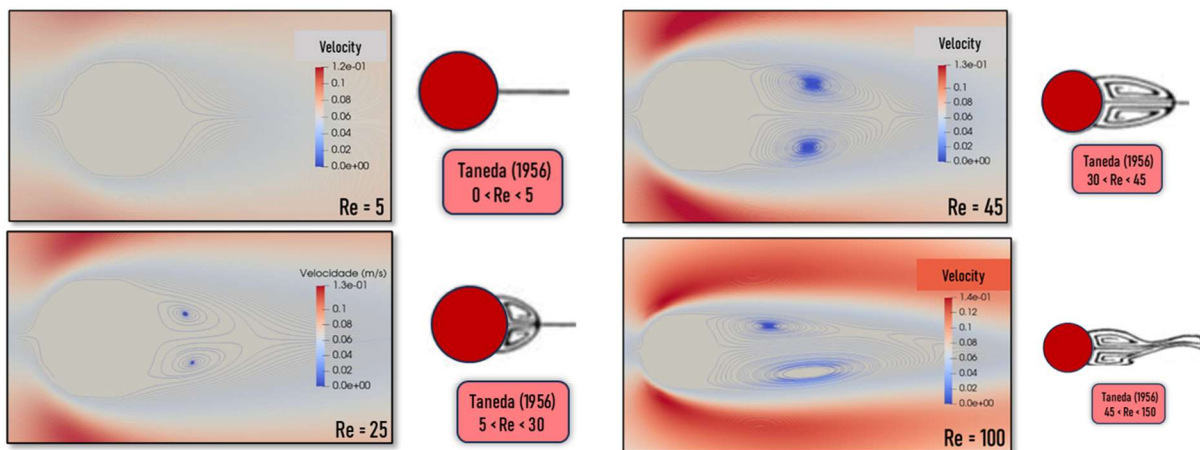 Velocity
1.2e-01
0.1
0.08
0.06
0.04
0.02
0.0e+00
Re = 5
Taneda (1956)
0 < Re < 5
Velocity
1.3e-01
0.1
0.08
0.06
0.04
0.02
0.0e+00
Re = 45
Taneda (1956)
30 < Re < 45
Velocidade (m/s)
1.3e-01
0.1
0.08
0.06
0.04
0.02
0.0e+00
Re = 25
Taneda (1956)
5 < Re < 30
Velocity
1.4e-01
0.12
0.10
0.08
0.06
0.04
0.02
0.0e+00
Re = 100
Taneda (1956)
45 < Re < 150